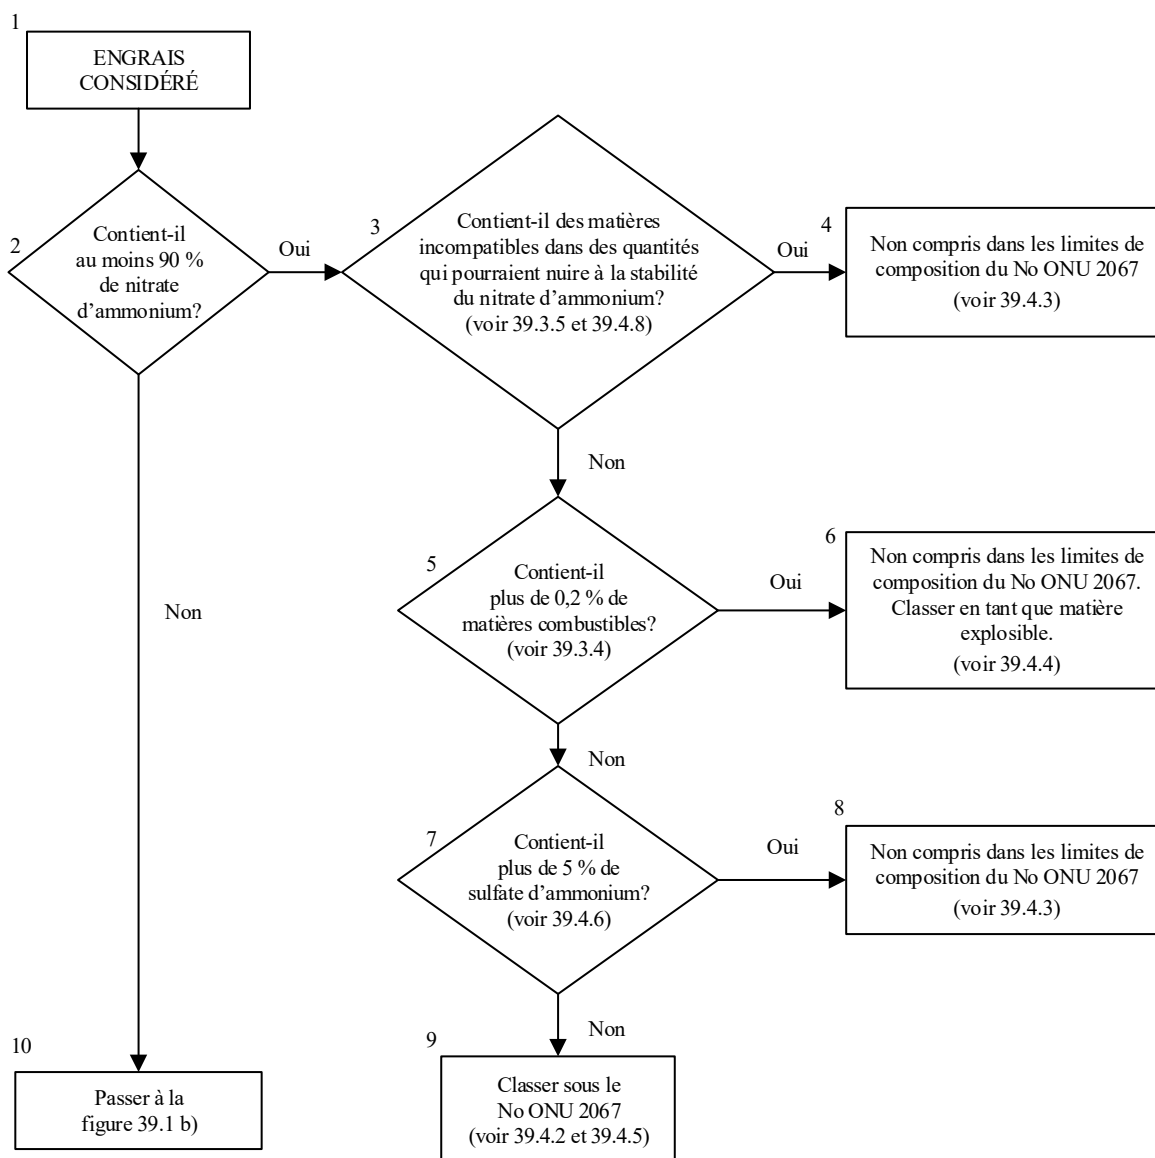 1
ENGRAIS
CONSIDÉRÉ
2
Contient-il
au moins 90 %
de nitrate
d’ammonium?
Oui
3
Contient-il des matières
incompatibles dans des quantités
qui pourraient nuire à la stabilité
du nitrate d’ammonium?
(voir 39.3.5 et 39.4.8)
Oui
4
Non compris dans les limites de
composition du No ONU 2067
(voir 39.4.3)
Non
5
Contient-il
plus de 0,2 % de
matières combustibles?
(voir 39.3.4)
Oui
6
Non compris dans les limites de
composition du No ONU 2067.
Classer en tant que matière
explosible.
(voir 39.4.4)
Non
Non
7
Contient-il
plus de 5 % de
sulfate d’ammonium?
(voir 39.4.6)
Oui
8
Non compris dans les limites de
composition du No ONU 2067
(voir 39.4.3)
Non
9
Classer sous le
No ONU 2067
(voir 39.4.2 et 39.4.5)
10
Passer à la
figure 39.1 b)